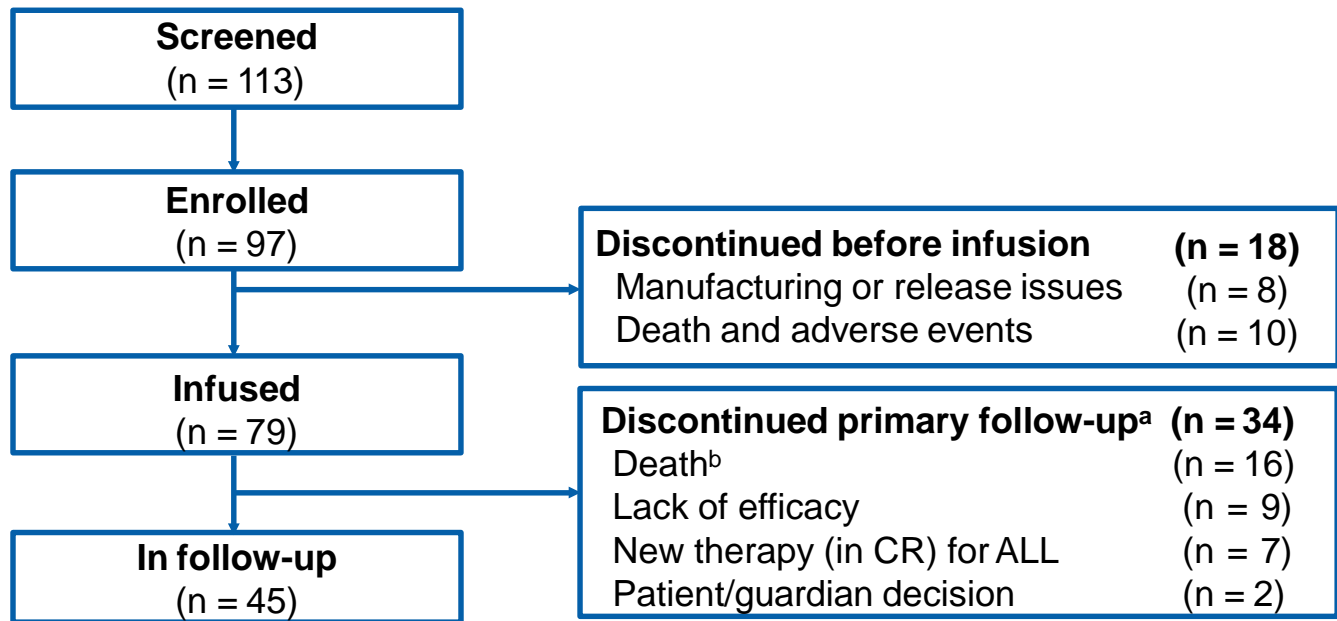 Screened
(n = 113)
Enrolled
(n = 97)
Discontinued before infusion (n = 18)
Manufacturing or release issues (n = 8)
Death and adverse events (n = 10)
Infused
(n = 79)
Discontinued primary follow-upᵃ (n = 34)
Deathᵇ (n = 16)
Lack of efficacy (n = 9)
New therapy (in CR) for ALL (n = 7)
Patient/guardian decision (n = 2)
In follow-up
(n = 45)